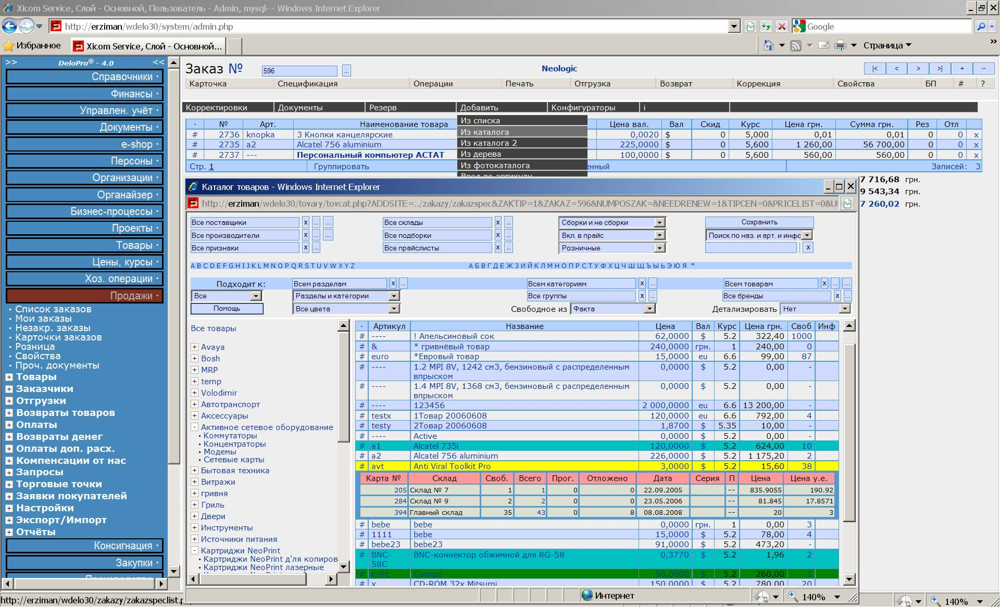 Xicom Service, Слой - Основной, Пользователь - Admin, mysql- - Windows Internet Explorer
http://erziman/wdelo30/system/admin.php
Google
Избранное
Xicom Service, Слой - Основной...
Страница
>> DeloPro® - 4.0 <<
Справочники ·
Финансы ·
Управлен. учёт ·
Документы ·
e-shop ·
Персоны ·
Организации ·
Органайзер ·
Бизнес-процессы ·
Проекты ·
Товары ·
Цены, курсы ·
Хоз. операции ·
Продажи ·
· Список заказов
· Мои заказы
· Незакр. заказы
· Карточки заказов
· Розница
· Свойства
· Проч. документы
+ Товары
+ Заказчики
+ Отгрузки
+ Возвраты товаров
+ Оплаты
+ Возвраты денег
+ Оплаты доп. расх.
+ Компенсации от нас
+ Запросы
+ Торговые точки
+ Заявки покупателей
+ Настройки
+ Экспорт/Импорт
+ Отчёты
Консигнация ·
Закупки ·
Заказ № 596 ... Neologic |< < > >| + --
Карточка Спецификация Операции Печать Отгрузка Возврат Коррекция Свойства БП # ?
Корректировки Документы Резерв Добавить Конфигураторы i
Из списка
Из каталога
Из каталога 2
Из дерева
Из фотокаталога
Ввод по артикулу
· № Арт. Наименование товара Цена вал. Вал Скид Курс Цена грн. Сумма грн. Рез Отл
# 2736 knopka 3 Кнопки канцелярские 0,0020 $ 0 5,000 0,01 0,01 0 0 x
# 2735 a2 Alcatel 756 aluminium 225,0000 $ 0 5,600 1 260,00 56 700,00 0 0 x
# 2737 --- Персональный компьютер АСТАТ 100,0000 $ 0 5,600 560,00 560,00 0 0 x
Стр. 1 Группировать енный Записей: 3
7 716,68 грн.
9 543,34 грн.
7 260,02 грн.
Каталог товаров - Windows Internet Explorer
http://erziman/wdelo30/tovary/tovcat.php?ADDSITE=../zakazy/zakazspec&ZAKTIP=1&ZAKAZ=596&NUMPOSZAK=&NEEDRENEW=1&TIPCEN=0&PRICELIST=0&U
Все поставщики x ... .... Все склады x ... Сборки и не сборки Сохранить
Все производители x ... .... Все подборки x ... Вкл. в прайс Поиск по наз. и арт. и инфо
Все признаки x ... Все прайслисты x ... Розничные x
A B C D E F G H I J K L M N O P Q R S T U V W X Y Z А Б В Г Д Е Ж З И Й К Л М Н О П Р С Т У Ф Х Ц Ч Ш Щ Ъ Ы Ь Э Ю Я *
Подходит к: Всем разделам x ... Всем категориям x ... Всем товарам x ... ....
Все Разделы и категории Все группы x ... Все бренды x ...
Помощь Все цвета Свободное из Факта Детализировать Нет
Все товары
+ Avaya
+ Bosh
+ MRP
+ temp
+ Volodimir
+ Автотранспорт
+ Аксессуары
- Активное сетевое оборудование
· Коммутаторы
· Концентраторы
· Модемы
· Сетевые карты
+ Бытовая техника
+ Витражи
+ гривня
+ Гриль
+ Двери
+ Инструменты
+ Источники питания
- Картриджи NeoPrint
· Картриджи NeoPrint д'ля копиров
· Картриджи NeoPrint лазерные
· Артикул Название Цена Вал Курс Цена грн. Своб Инф
# ---- ! Апельсиновый сок 62,0000 $ 5.2 322,40 1000
# & * гривнёвый товар 240,0000 грн. 1 240,00 0
# euro *Евровый товар 15,0000 eu 6.6 99,00 87
# ---- 1.2 MPI 8V, 1242 см3, бензиновый с распределенным 0,0000 $ 5.2 0,00 -
впрыском
# ---- 1.4 MPI 8V, 1368 см3, бензиновый с распределенным 0,0000 $ 5.2 0,00 -
впрыском
# ---- 123456 2 000,0000 eu 6.6 13 200,00 -
# testx 1Товар 20060608 120,0000 eu 6.6 792,00 4
# testy 2Товар 20060608 1,8700 $ 5.35 10,00 -
# ---- Active 0,0000 $ 5.2 0,00 -
# a1 Alcatel 735i 120,0000 $ 5.2 624,00 10
# a2 Alcatel 756 aluminium 226,0000 $ 5.2 1 175,20 2
# avt Anti Viral Toolkit Pro 3,0000 $ 5.2 15,60 38
Карта № Склад Своб. Всего Прог. Отложено Дата Серия П Цена Цена у.е.
205 Склад № 7 1 1 0 0 22.09.2005 -- 835.9055 190.92
284 Склад № 9 2 2 0 0 23.05.2006 -- 81.845 17.8571
394 Главный склад 35 43 0 8 08.08.2008 -- 20 3
# bebe bebe 0,0000 грн. 1 0,00 3
# 1111 bebe 15,0000 $ 5.2 78,00 4
# bebe23 bebe23 91,0000 $ 5.2 473,20 -
# BNC- BNC-коннектор обжимной для RG-58 0,3770 $ 5.2 1,96 2
58C
# c-01 Catrige 50,0000 $ 5.2 260,00 1
# x CD-ROM 32x Mitsumi 150,0000 $ 5.2 780,00 20
Интернет 140%
http://erziman/wdelo30/zakazy/zakazspeclist.p 140%